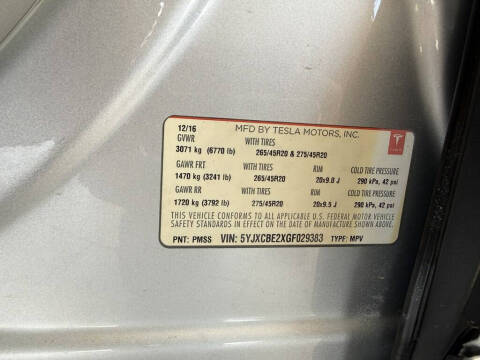 12/16 MFD BY TESLA MOTORS, INC.
GVWR WITH TIRES
3071 kg (6770 lb) 265/45R20 & 275/45R20
GAWR FRT WITH TIRES RIM COLD TIRE PRESSURE
1470 kg (3241 lb) 265/45R20 20x9.0 J 290 kPa, 42 psi
GAWR RR WITH TIRES RIM COLD TIRE PRESSURE
1720 kg (3792 lb) 275/45R20 20x9.5 J 290 kPa, 42 psi
THIS VEHICLE CONFORMS TO ALL APPLICABLE U.S. FEDERAL MOTOR VEHICLE
SAFETY STANDARDS IN EFFECT ON THE DATE OF MANUFACTURE SHOWN ABOVE.
PNT: PMSS VIN: 5YJXCBE2XGF029383 TYPE: MPV